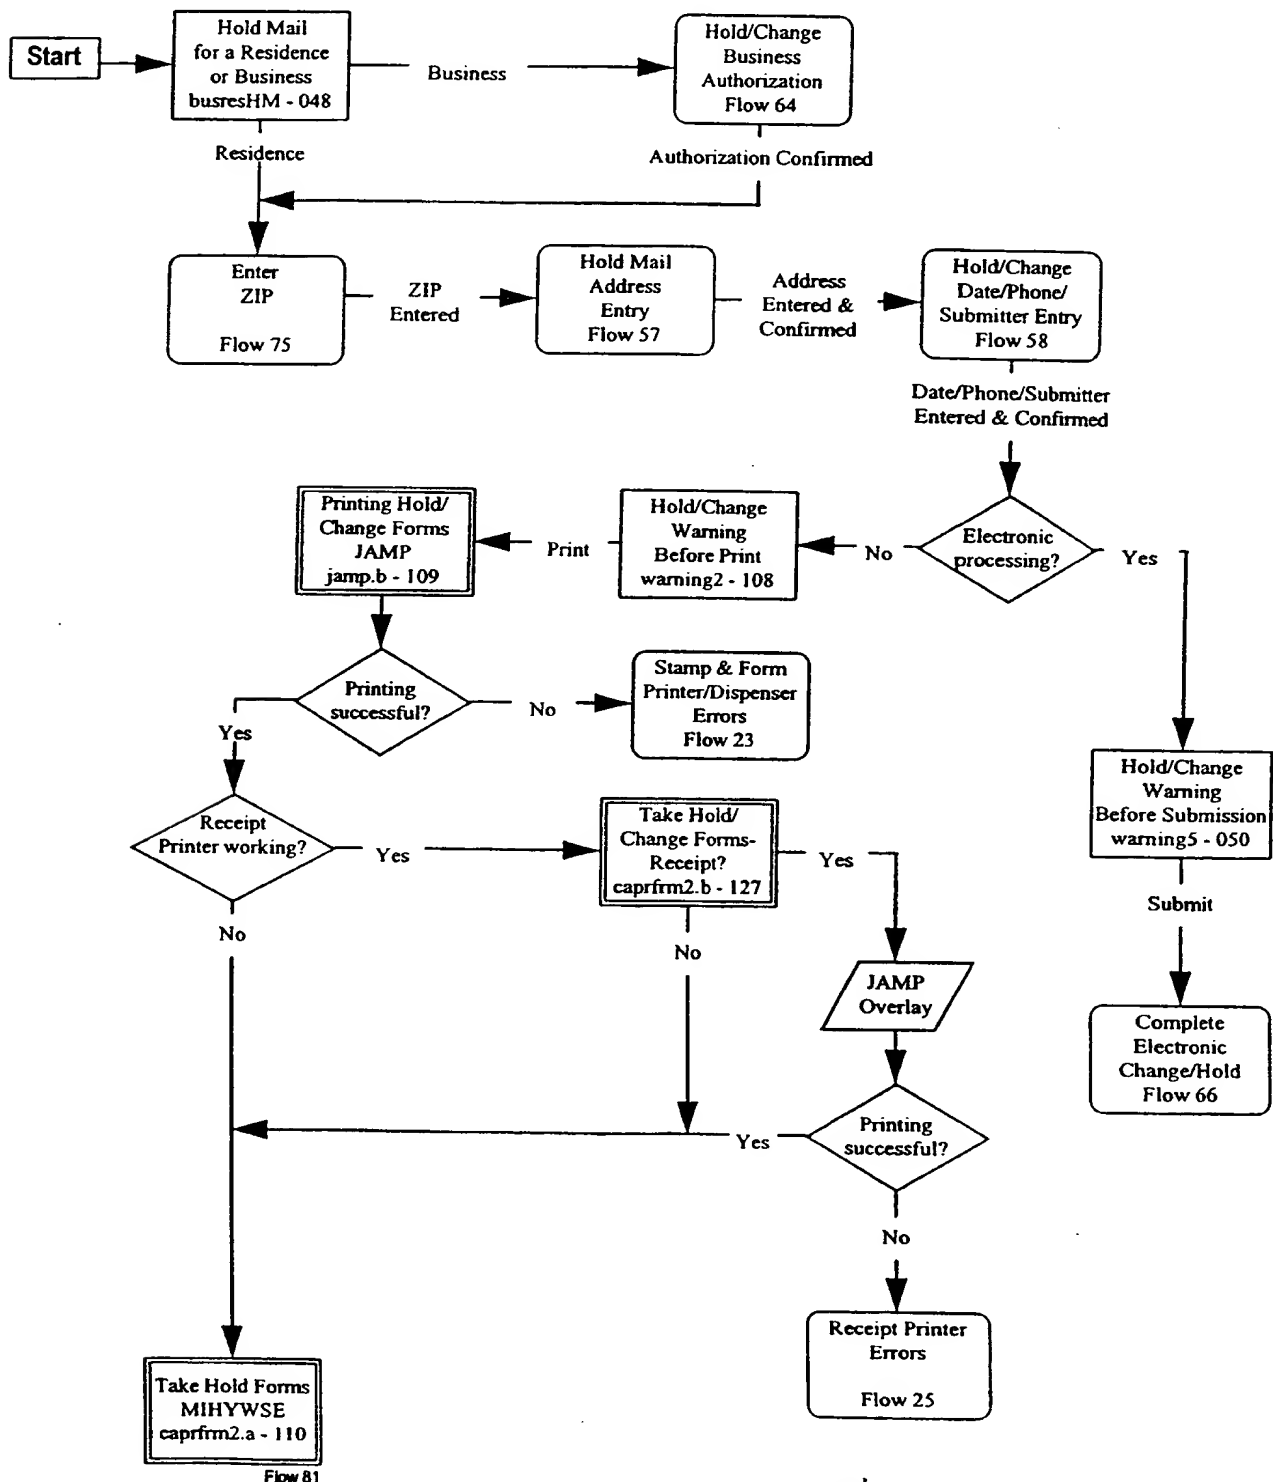 Start
Hold Mail
for a Residence
or Business
busresHM - 048
Business
Hold/Change
Business
Authorization
Flow 64
Residence
Authorization Confirmed
Enter
ZIP
Flow 75
ZIP
Entered
Hold Mail
Address
Entry
Flow 57
Address
Entered &
Confirmed
Hold/Change
Date/Phone/
Submitter Entry
Flow 58
Date/Phone/Submitter
Entered & Confirmed
Printing Hold/
Change Forms
JAMP
jamp.b - 109
Print
Hold/Change
Warning
Before Print
warning2 - 108
No
Electronic
processing?
Yes
Printing
successful?
No
Stamp & Form
Printer/Dispenser
Errors
Flow 23
Yes
Hold/Change
Warning
Before Submission
warning5 - 050
Receipt
Printer working?
Yes
Take Hold/
Change Forms-
Receipt?
caprfrm2.b - 127
Yes
Submit
No
No
JAMP
Overlay
Complete
Electronic
Change/Hold
Flow 66
Yes
Printing
successful?
No
Receipt Printer
Errors
Flow 25
Take Hold Forms
MIHYWSE
caprfrm2.a - 110
Flow 81